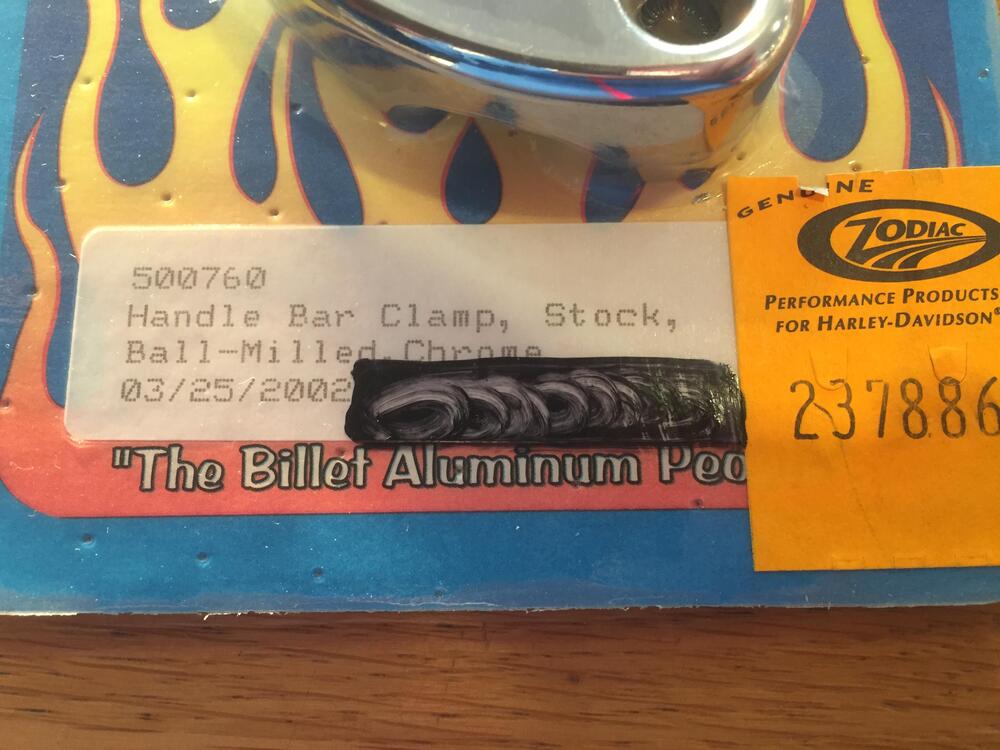 500760
Handle Bar Clamp, Stock,
Ball-Milled, Chrome
03/25/2002
"The Billet Aluminum Peo
GENUINE
ZODIAC
PERFORMANCE PRODUCTS
FOR HARLEY-DAVIDSON®
237886